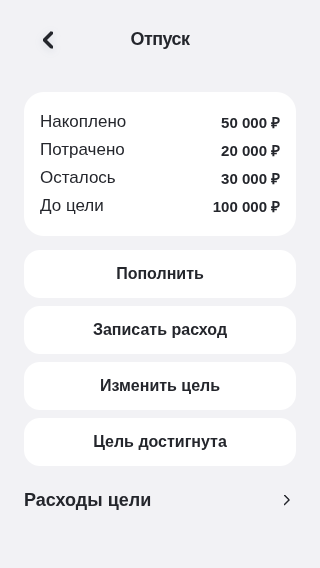 Отпуск
Накоплено 50 000 ₽
Потрачено 20 000 ₽
Осталось 30 000 ₽
До цели 100 000 ₽
Пополнить
Записать расход
Изменить цель
Цель достигнута
Расходы цели